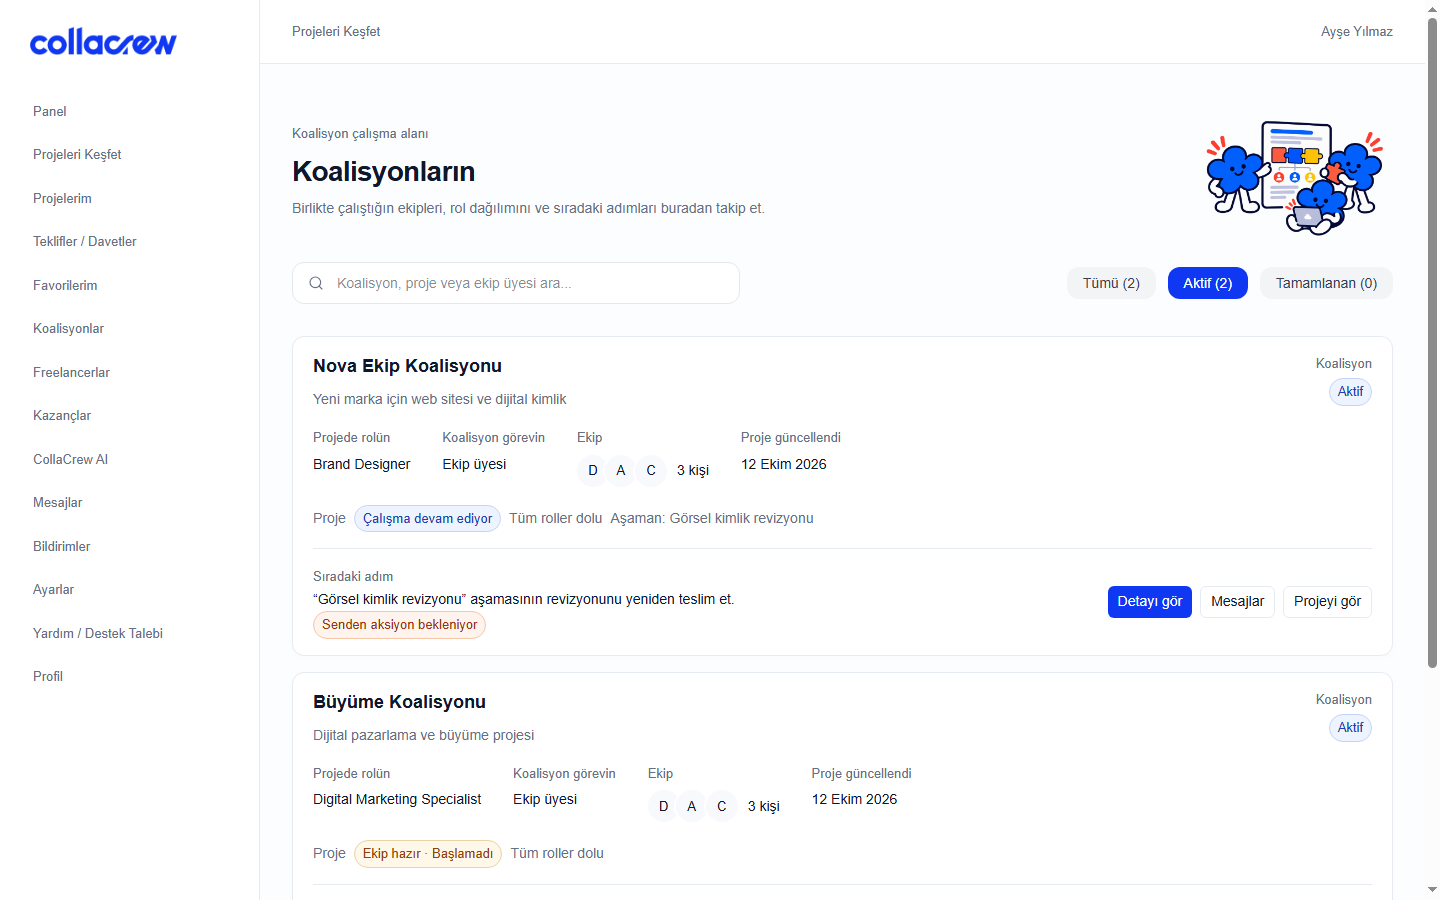 collacrew
Projeleri Keşfet
Ayşe Yılmaz
Panel
Projeleri Keşfet
Projelerim
Teklifler / Davetler
Favorilerim
Koalisyonlar
Freelancerlar
Kazançlar
CollaCrew AI
Mesajlar
Bildirimler
Ayarlar
Yardım / Destek Talebi
Profil
Koalisyon çalışma alanı
Koalisyonların
Birlikte çalıştığın ekipleri, rol dağılımını ve sıradaki adımları buradan takip et.
Koalisyon, proje veya ekip üyesi ara...
Tümü (2)
Aktif (2)
Tamamlanan (0)
Nova Ekip Koalisyonu
Koalisyon
Aktif
Yeni marka için web sitesi ve dijital kimlik
Projede rolün
Koalisyon görevin
Ekip
Proje güncellendi
Brand Designer
Ekip üyesi
D A C 3 kişi
12 Ekim 2026
Proje Çalışma devam ediyor Tüm roller dolu Aşaman: Görsel kimlik revizyonu
Sıradaki adım
“Görsel kimlik revizyonu” aşamasının revizyonunu yeniden teslim et.
Senden aksiyon bekleniyor
Detayı gör
Mesajlar
Projeyi gör
Büyüme Koalisyonu
Koalisyon
Aktif
Dijital pazarlama ve büyüme projesi
Projede rolün
Koalisyon görevin
Ekip
Proje güncellendi
Digital Marketing Specialist
Ekip üyesi
D A C 3 kişi
12 Ekim 2026
Proje Ekip hazır · Başlamadı Tüm roller dolu